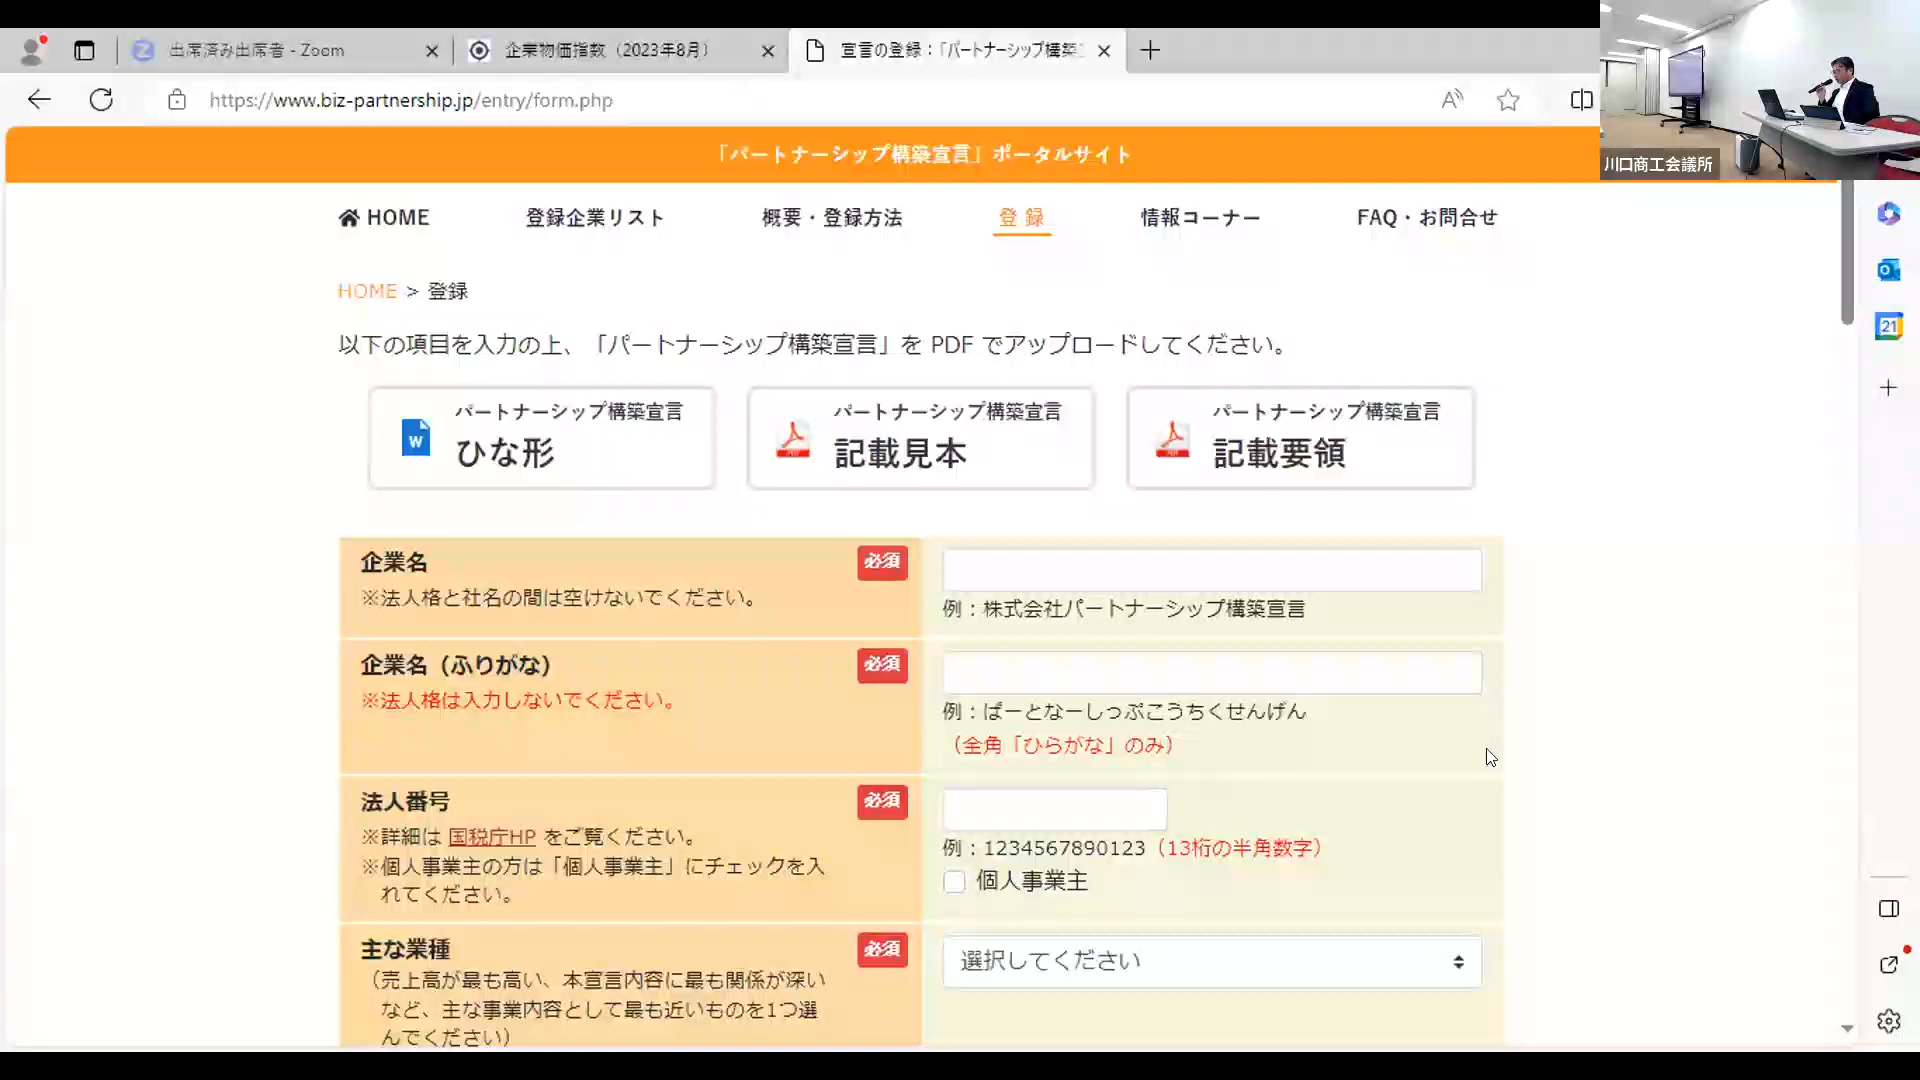 出席済み出席者 - Zoom
企業物価指数（2023年8月）
宣言の登録：「パートナーシップ構築
https://www.biz-partnership.jp/entry/form.php
川口商工会議所
「パートナーシップ構築宣言」ポータルサイト
HOME
登録企業リスト
概要・登録方法
登 録
情報コーナー
FAQ・お問合せ
HOME > 登録
以下の項目を入力の上、「パートナーシップ構築宣言」を PDF でアップロードしてください。
パートナーシップ構築宣言
ひな形
パートナーシップ構築宣言
記載見本
パートナーシップ構築宣言
記載要領
企業名
必須
※法人格と社名の間は空けないでください。
例：株式会社パートナーシップ構築宣言
企業名（ふりがな）
必須
※法人格は入力しないでください。
例：ぱーとなーしっぷこうちくせんげん
（全角「ひらがな」のみ）
法人番号
必須
※詳細は 国税庁HP をご覧ください。
※個人事業主の方は「個人事業主」にチェックを入
れてください。
例：1234567890123（13桁の半角数字）
個人事業主
主な業種
必須
（売上高が最も高い、本宣言内容に最も関係が深い
など、主な事業内容として最も近いものを1つ選
んでください）
選択してください
21